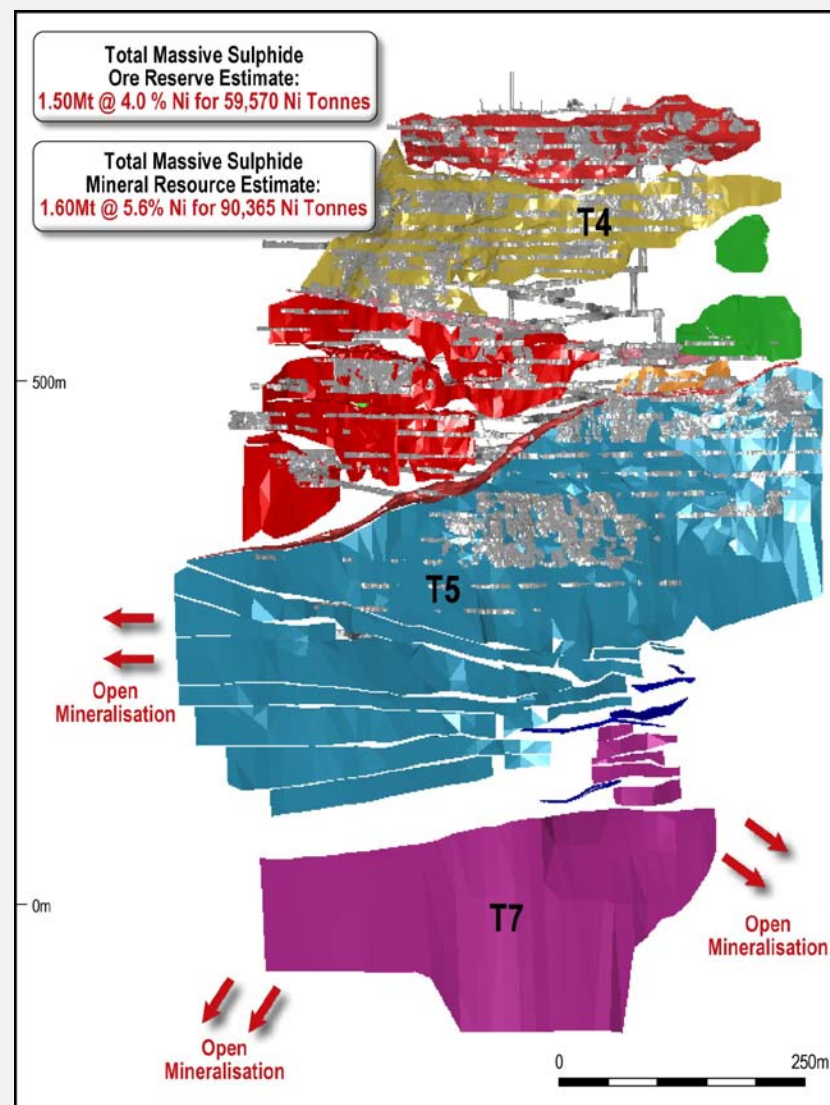 Total Massive Sulphide
Ore Reserve Estimate:
1.50Mt @ 4.0 % Ni for 59,570 Ni Tonnes
Total Massive Sulphide
Mineral Resource Estimate:
1.60Mt @ 5.6% Ni for 90,365 Ni Tonnes
T4
500m
T5
Open
Mineralisation
0m
T7
Open
Mineralisation
Open
Mineralisation
0
250m